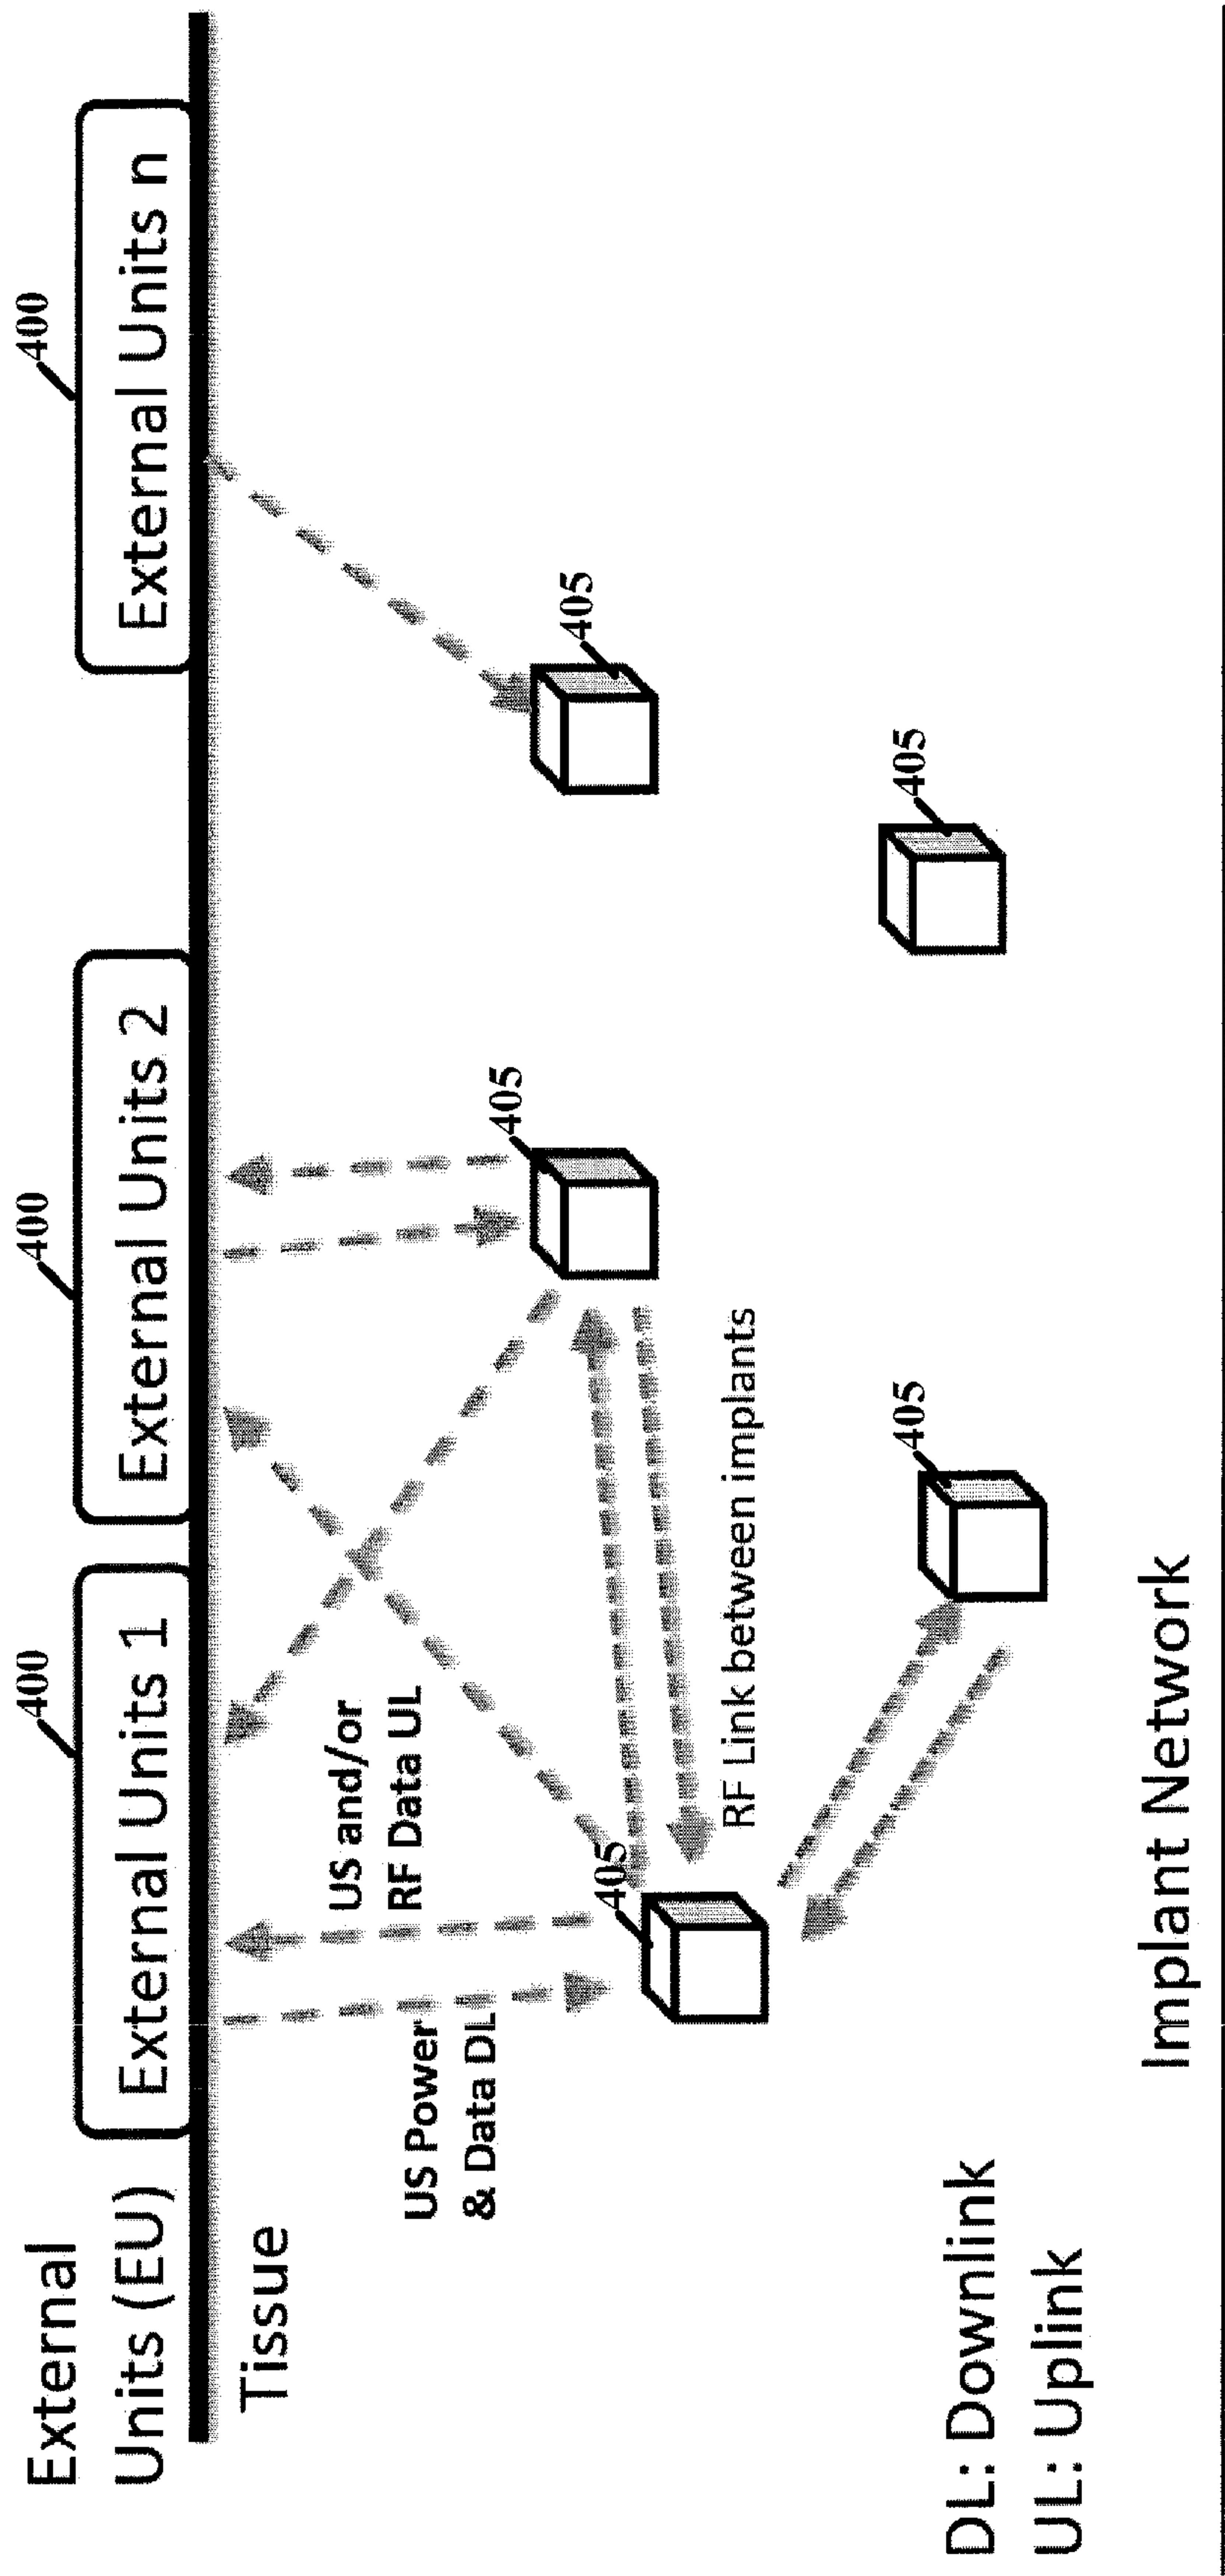 400
400
400
External
Units (EU)
External Units 1
External Units 2
External Units n
Tissue
US and/or
RF Data UL
US Power
& Data DL
405
405
405
RF Link between implants
405
405
DL: Downlink
UL: Uplink
Implant Network